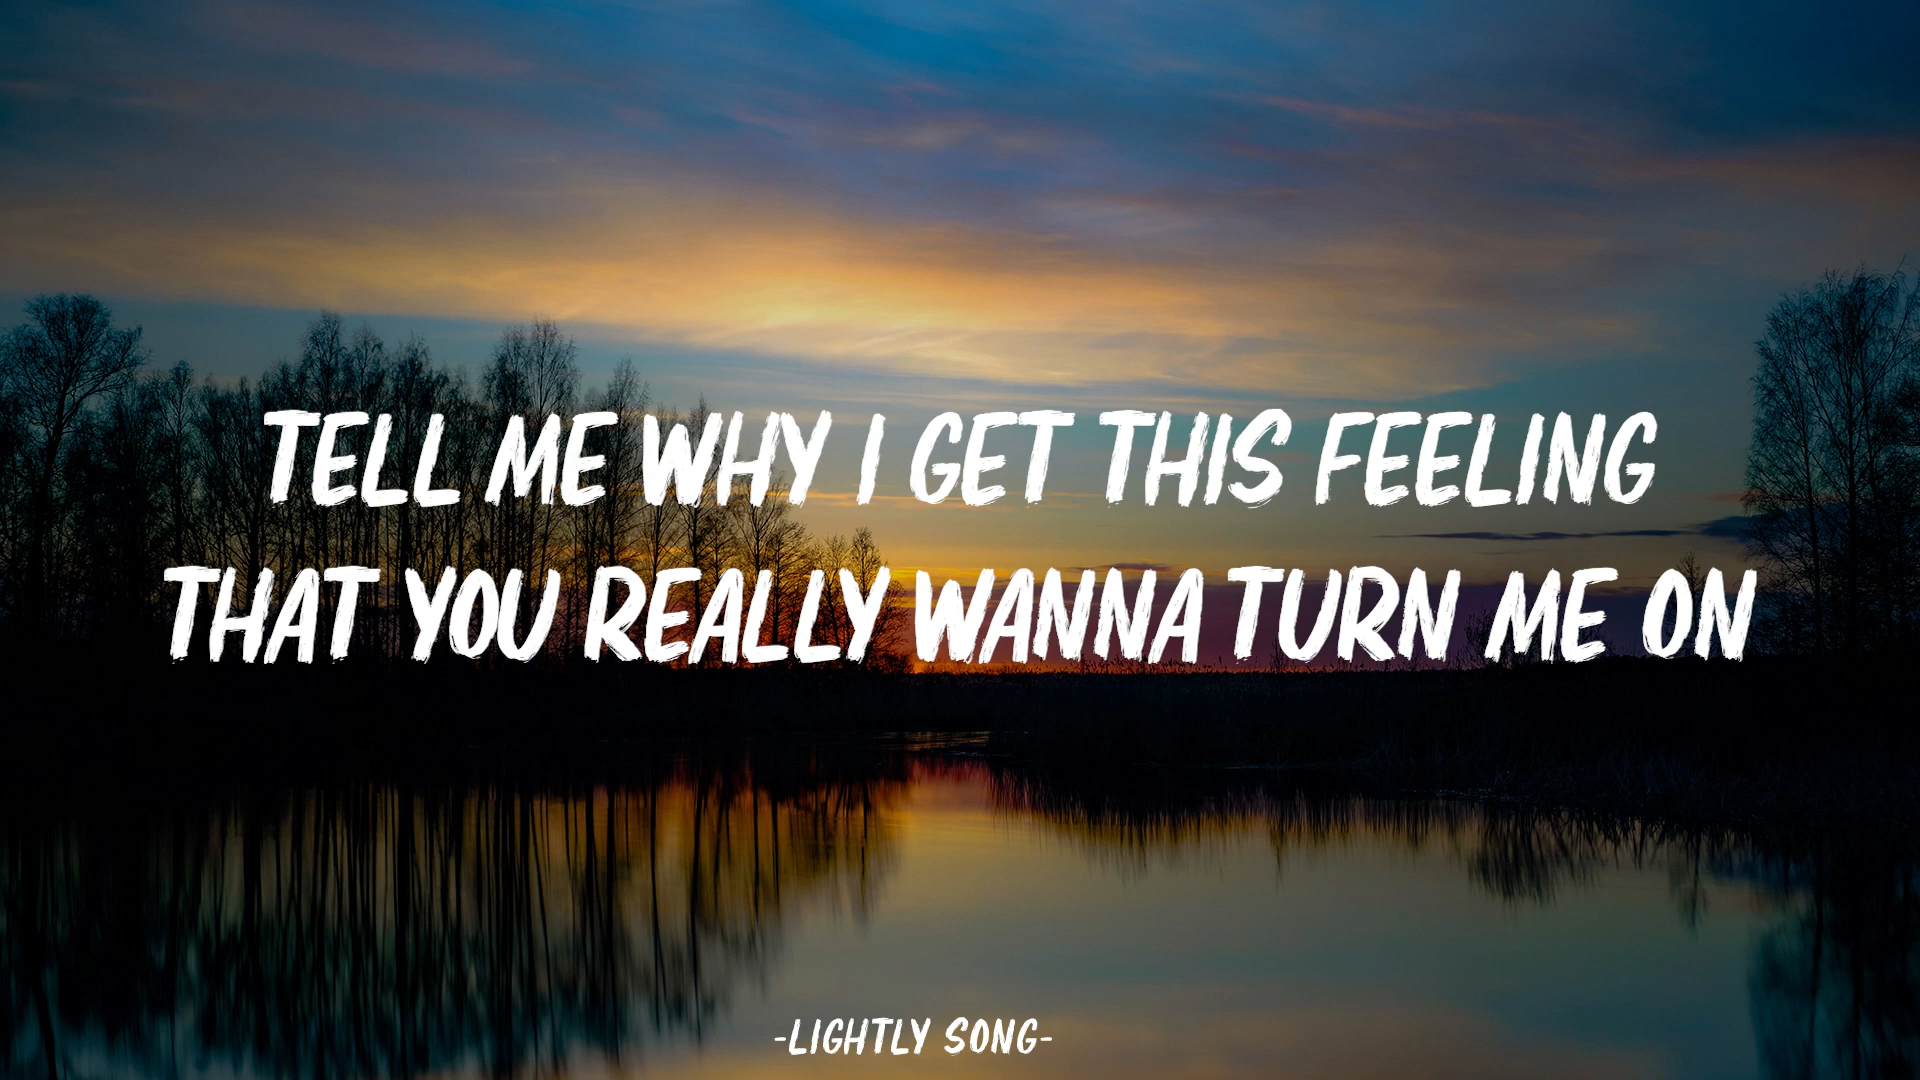 TELL ME WHY I GET THIS FEELING
THAT YOU REALLY WANNA TURN ME ON
-LIGHTLY SONG-